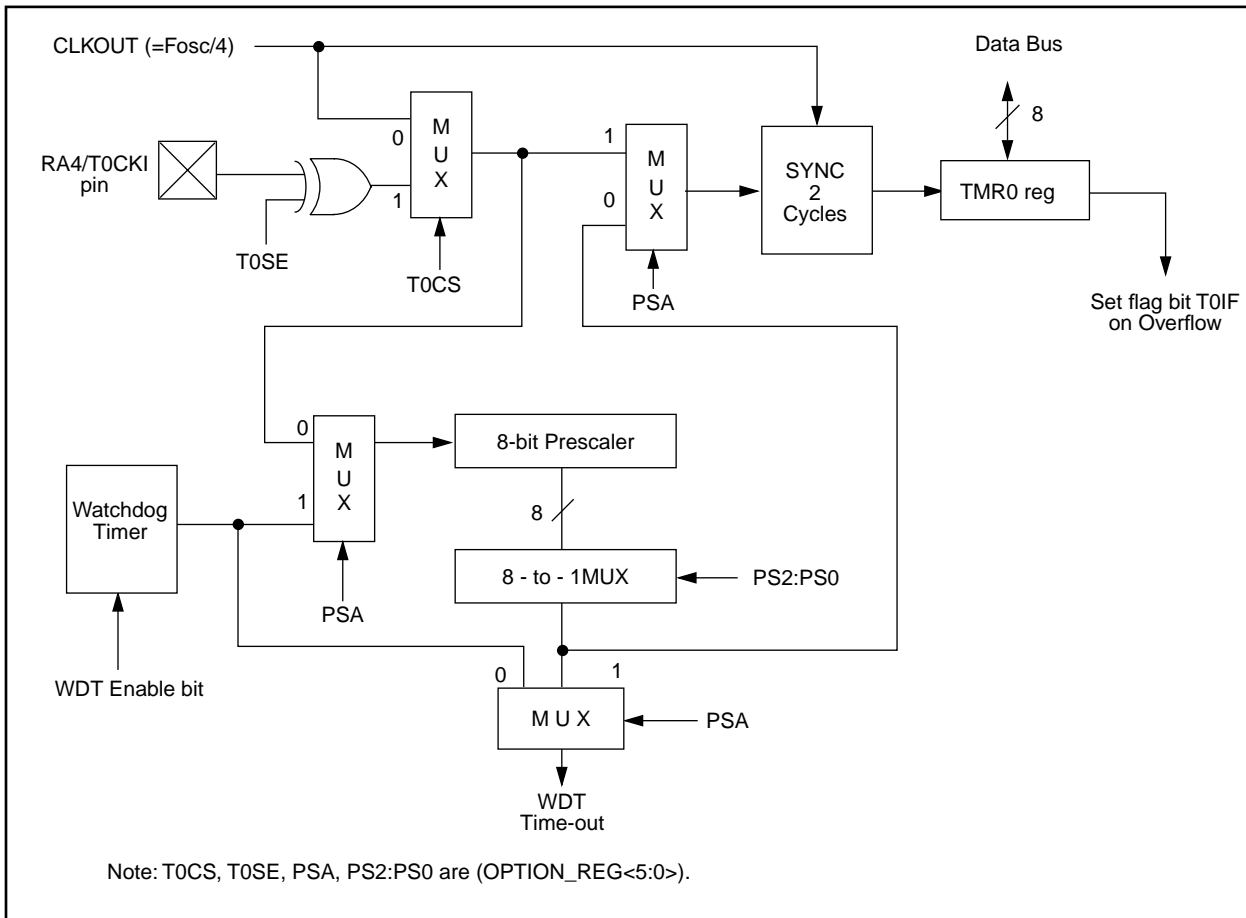 CLKOUT (=Fosc/4)
Data Bus
8
RA4/T0CKI
pin
T0SE
0
1
M
U
X
T0CS
1
0
M
U
X
PSA
SYNC
2
Cycles
TMR0 reg
Set flag bit T0IF
on Overflow
0
1
M
U
X
PSA
8-bit Prescaler
8
Watchdog
Timer
WDT Enable bit
8 - to - 1MUX
PS2:PS0
0
1
M U X
PSA
WDT
Time-out
Note: T0CS, T0SE, PSA, PS2:PS0 are (OPTION_REG<5:0>).